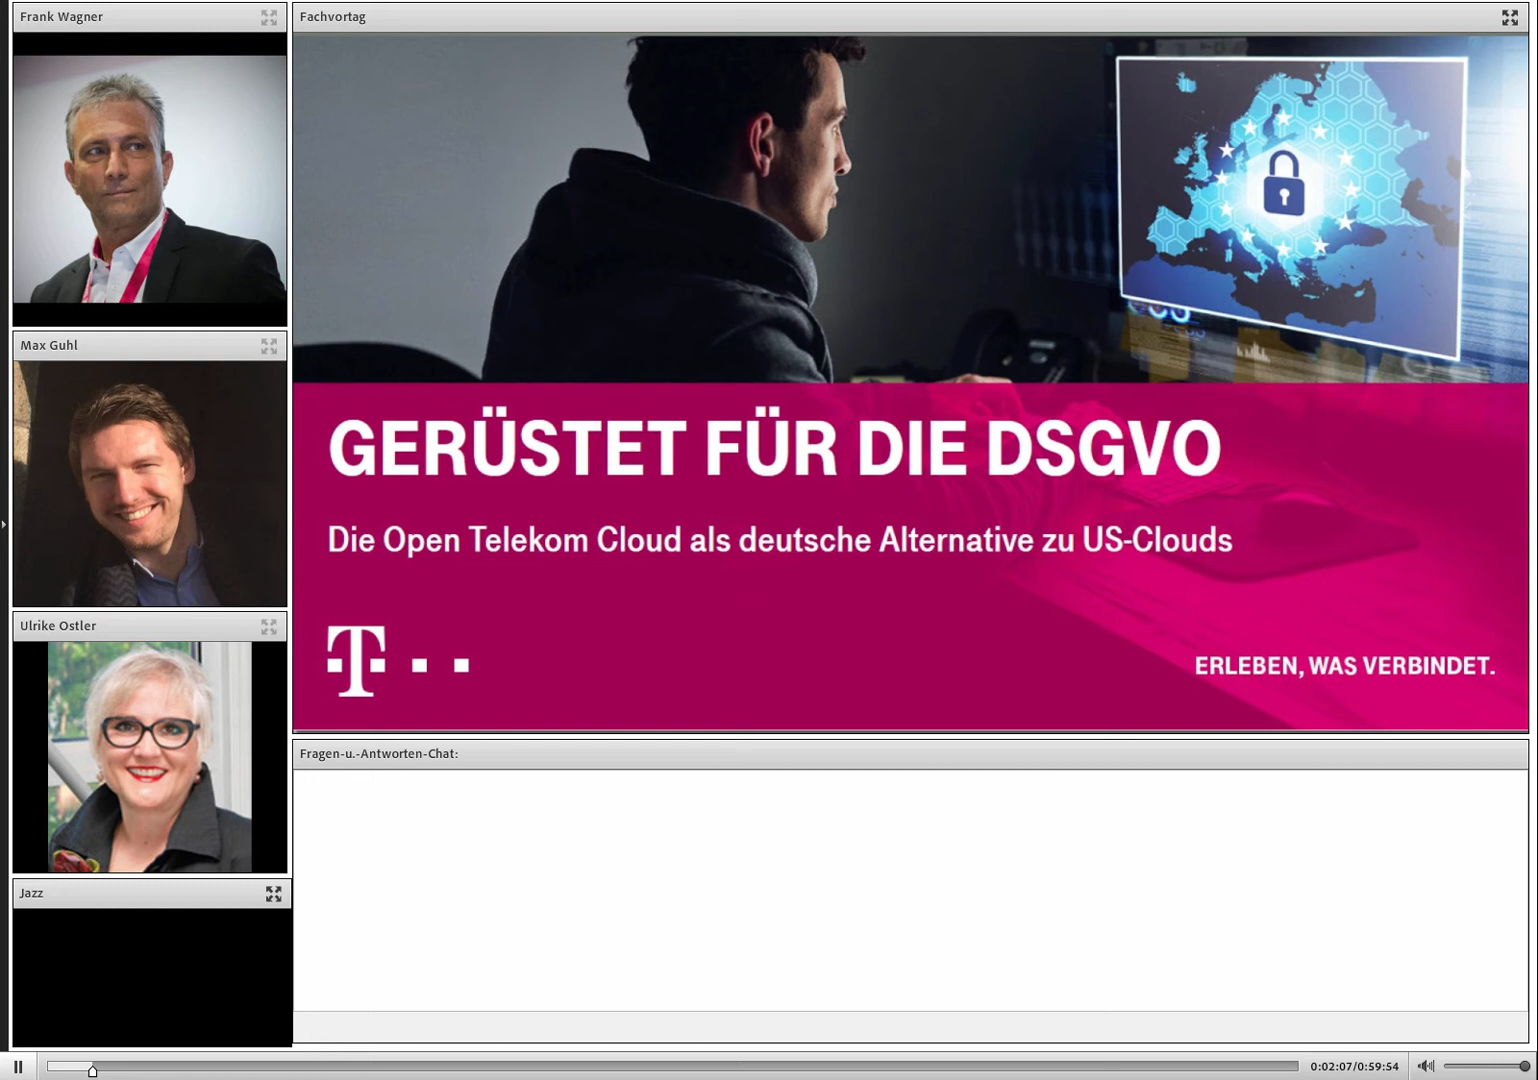 Frank Wagner
Fachvortag
Max Guhl
Ulrike Ostler
Jazz
GERÜSTET FÜR DIE DSGVO
Die Open Telekom Cloud als deutsche Alternative zu US-Clouds
T
ERLEBEN, WAS VERBINDET.
Fragen-u.-Antworten-Chat:
0:02:07/0:59:54